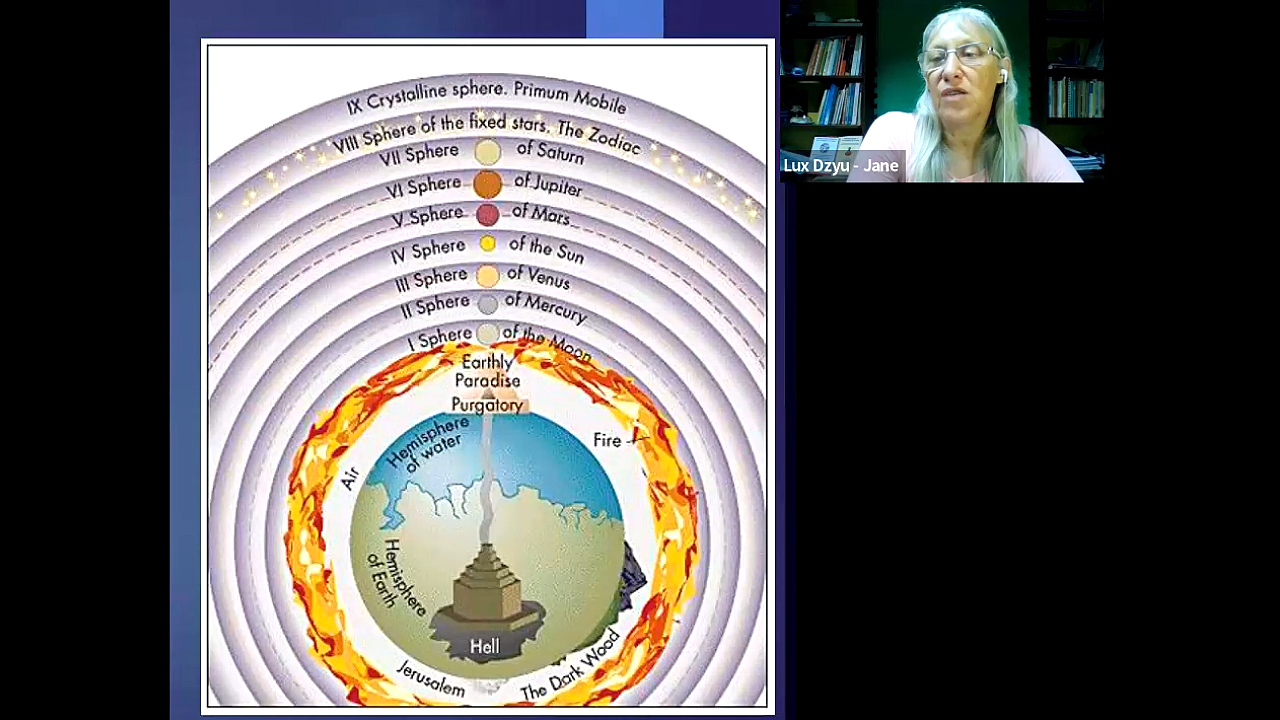 IX Crystalline sphere. Primum Mobile
VIII Sphere of the fixed stars. The Zodiac
VII Sphere of Saturn
VI Sphere of Jupiter
V Sphere of Mars
IV Sphere of the Sun
III Sphere of Venus
II Sphere of Mercury
I Sphere of the Moon
Earthly
Paradise
Purgatory
Hemisphere
of water
Fire
Air
Hemisphere
of Earth
Hell
Jerusalem
The Dark Wood
Lux Dzyu - Jane